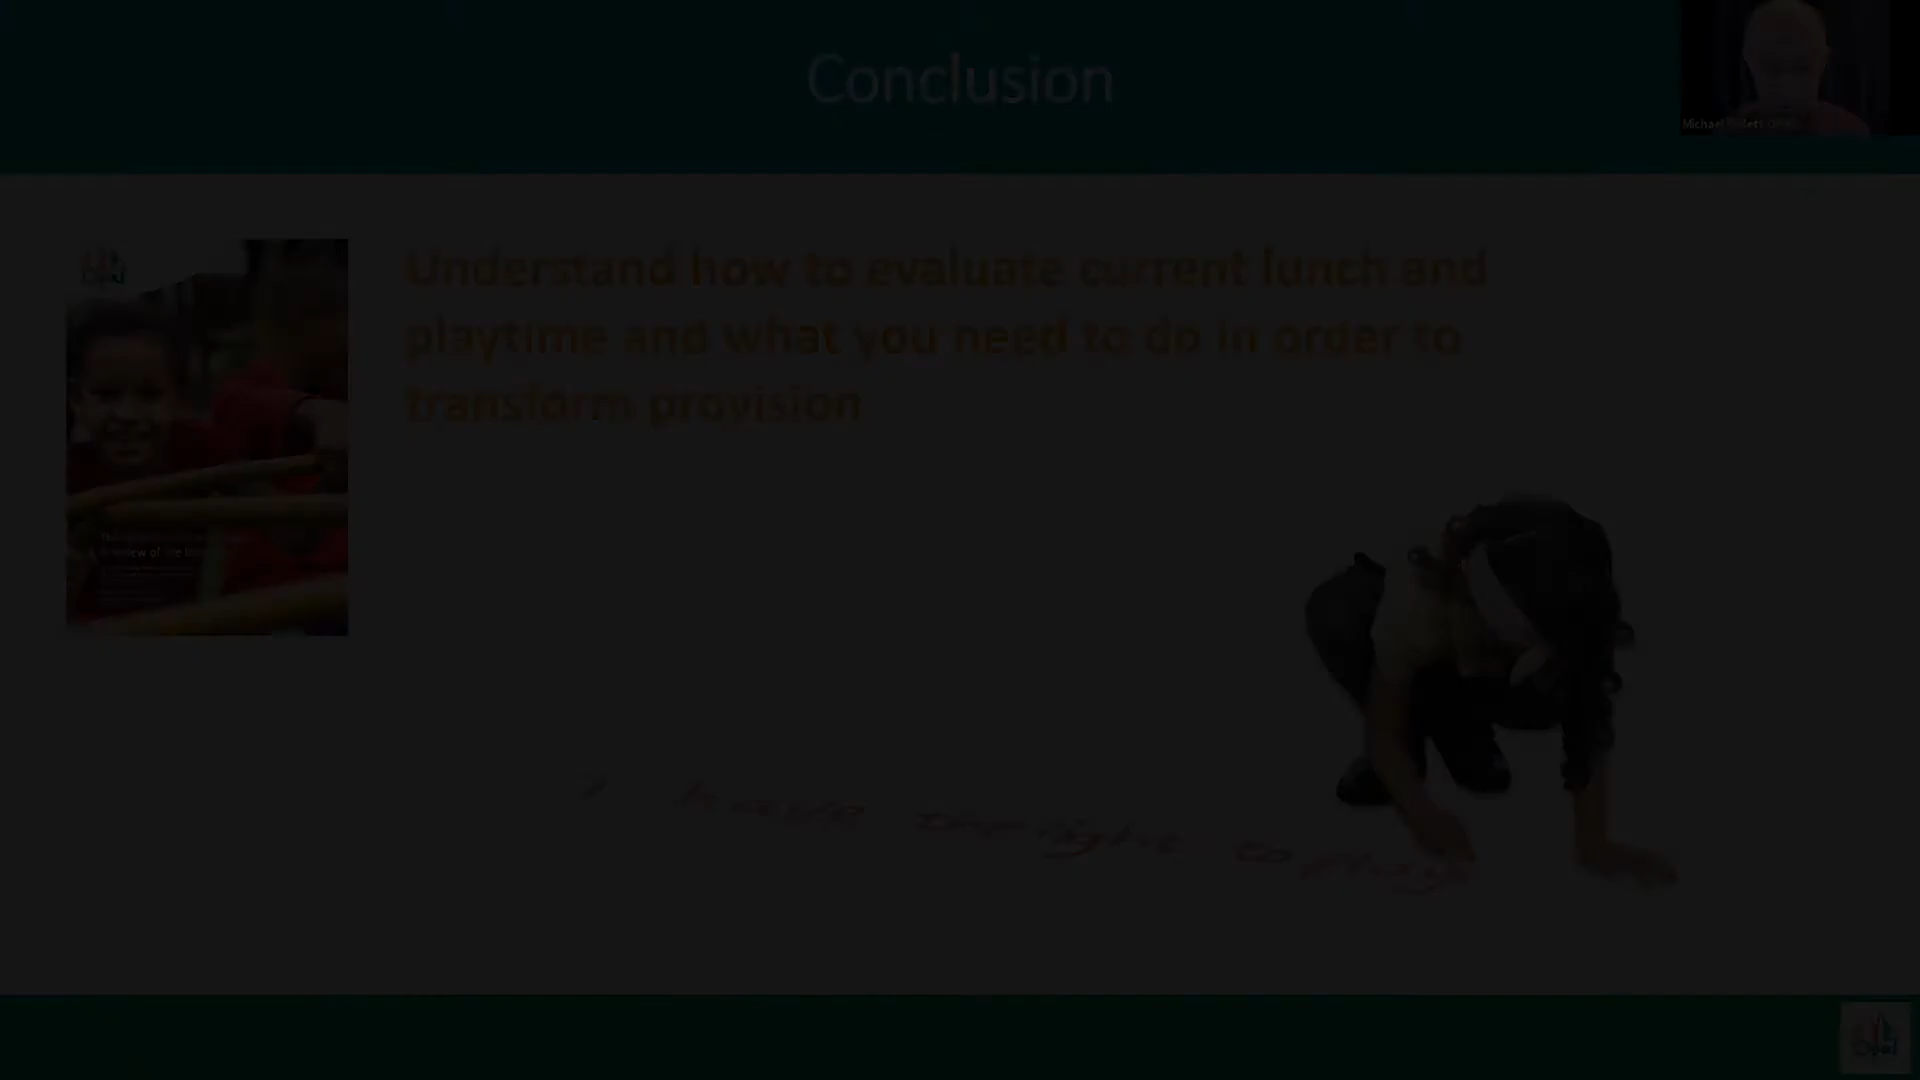 Conclusion
Understand how to evaluate current lunch and
playtime and what you need to do in order to
transform provision
I have the right to play
Opal